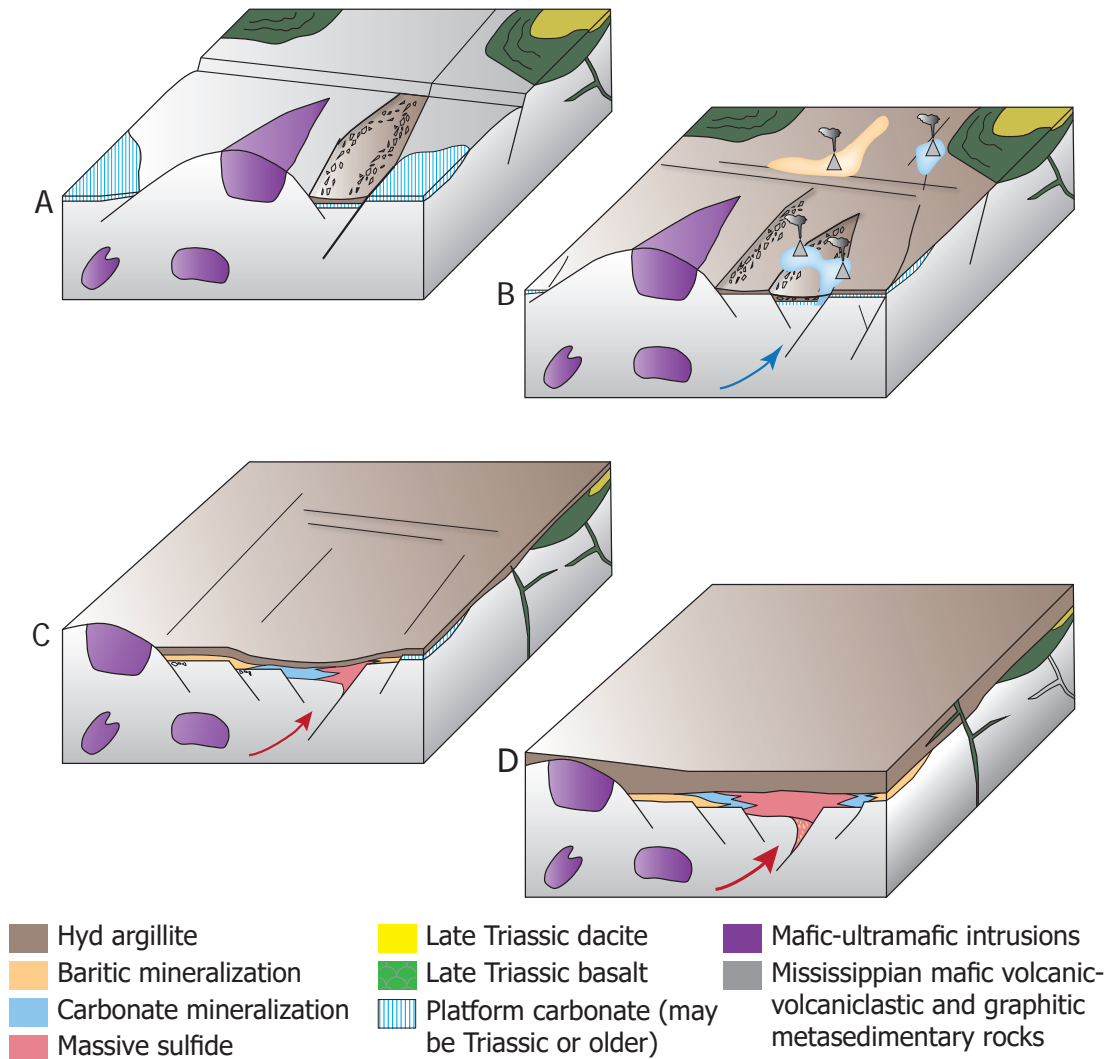 A
B
C
D
Hyd argillite
Baritic mineralization
Carbonate mineralization
Massive sulfide
Late Triassic dacite
Late Triassic basalt
Platform carbonate (may
be Triassic or older)
Mafic-ultramafic intrusions
Mississippian mafic volcanic-
volcaniclastic and graphitic
metasedimentary rocks